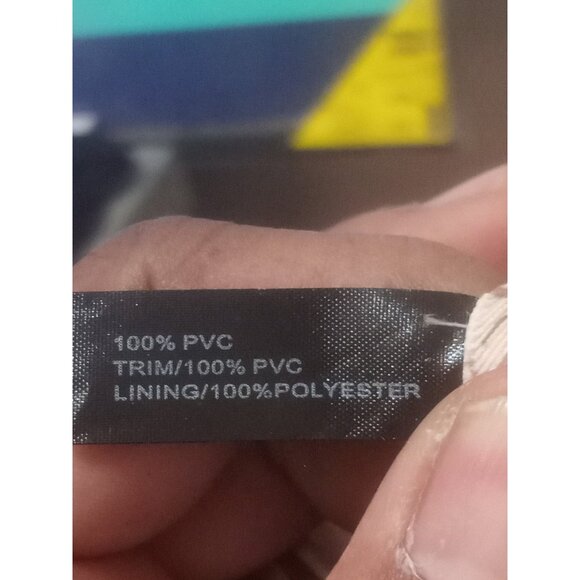 100% PVC
TRIM/100% PVC
LINING/100%POLYESTER